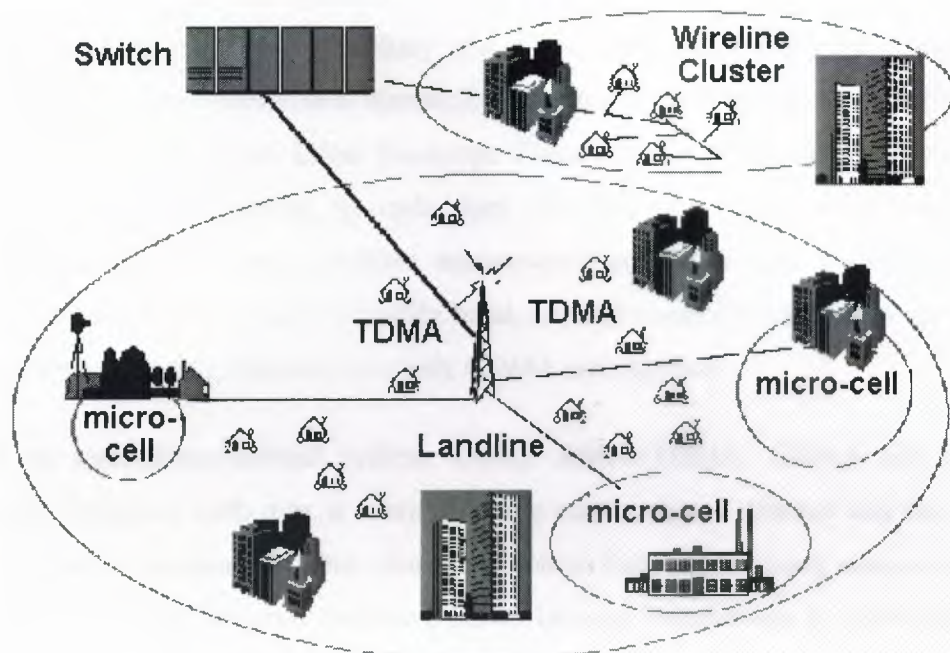 Switch
Wireline
Cluster
TDMA
TDMA
micro-
cell
micro-cell
Landline
micro-cell